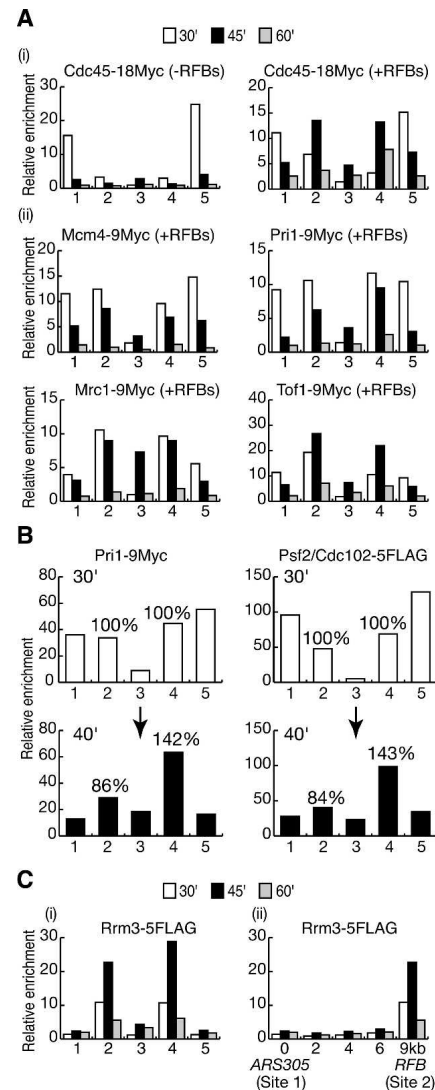 A
30' 45' 60'
(i)
Cdc45-18Myc (-RFBs)
Cdc45-18Myc (+RFBs)
Relative enrichment
30
20
10
0
1 2 3 4 5
20
15
10
5
0
1 2 3 4 5
(ii)
Mcm4-9Myc (+RFBs)
Pri1-9Myc (+RFBs)
Relative enrichment
20
15
10
5
0
1 2 3 4 5
15
10
5
0
1 2 3 4 5
Mrc1-9Myc (+RFBs)
Tof1-9Myc (+RFBs)
Relative enrichment
15
10
5
0
1 2 3 4 5
40
30
20
10
0
1 2 3 4 5
B
Pri1-9Myc
Psf2/Cdc102-5FLAG
Relative enrichment
80
60
40
20
0
30'
100%
100%
1 2 3 4 5
150
100
50
0
30'
100%
100%
1 2 3 4 5
80
60
40
20
0
40'
86%
142%
1 2 3 4 5
150
100
50
0
40'
84%
143%
1 2 3 4 5
C
30' 45' 60'
(i)
Rrm3-5FLAG
(ii)
Rrm3-5FLAG
Relative enrichment
30
20
10
0
1 2 3 4 5
30
20
10
0
0 2 4 6 9kb
ARS305 RFB
(Site 1) (Site 2)